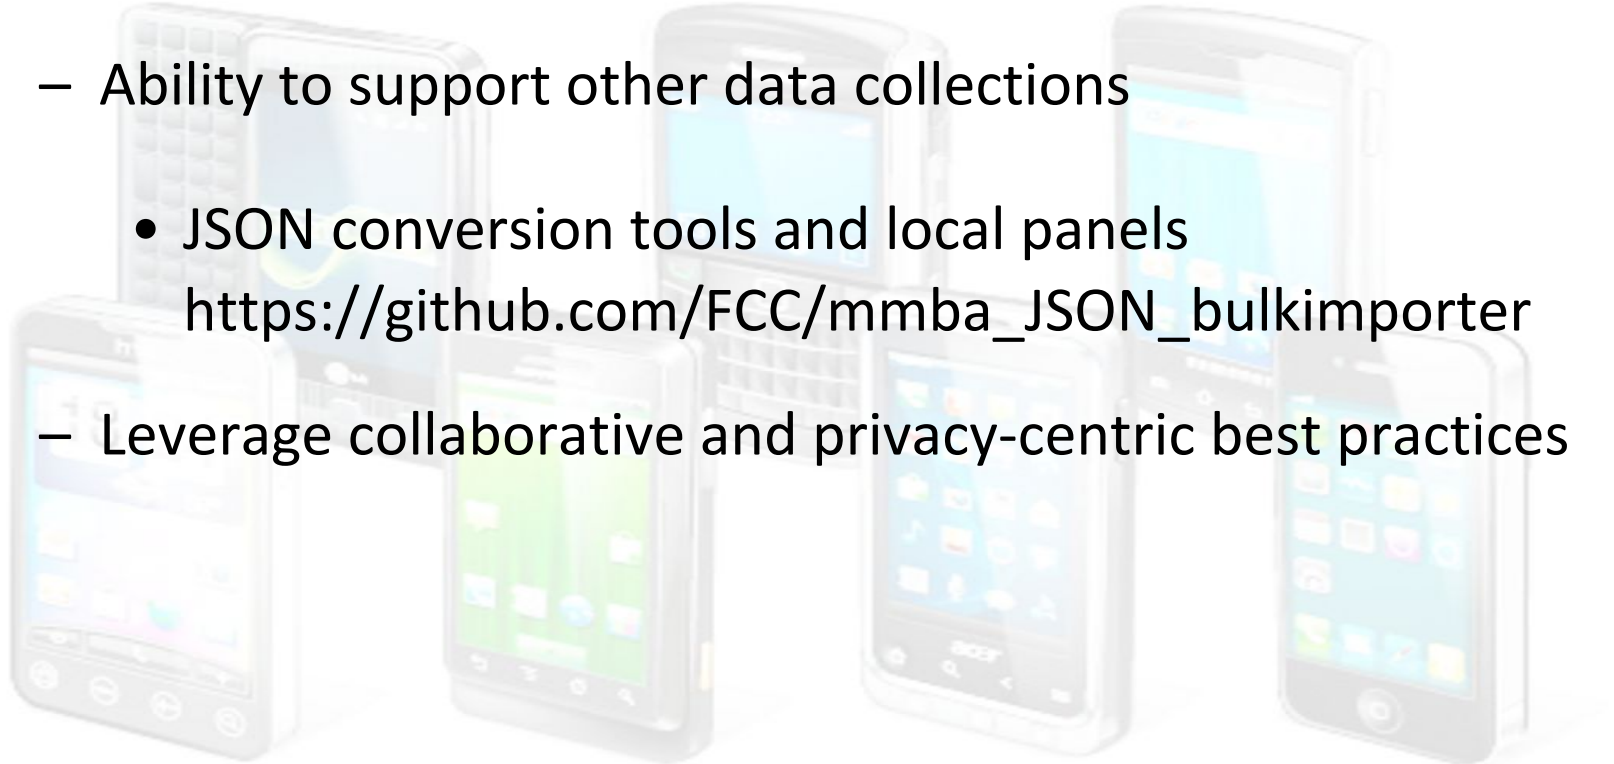 – Ability to support other data collections
• JSON conversion tools and local panels
https://github.com/FCC/mmba_JSON_bulkimporter
– Leverage collaborative and privacy-centric best practices
acer